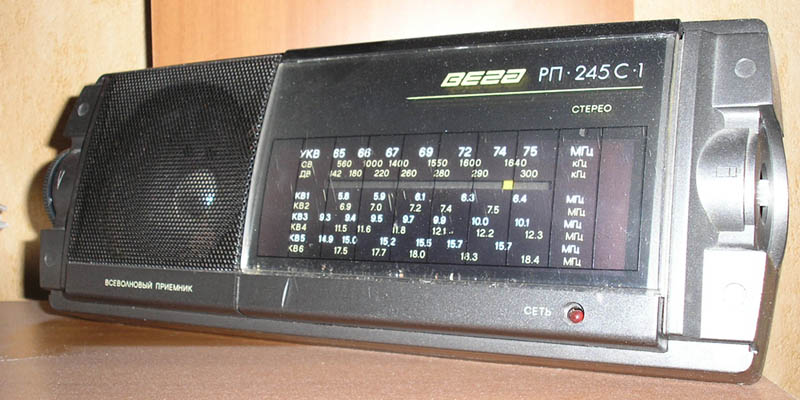 ВЕГА РП·245С·1
СТЕРЕО
УКВ 65 66 67 69 72 74 75 МГц
СВ 560 1000 1400 1550 1600 1640 кГц
ДВ 142 180 220 260 280 290 300 кГц
КВ1 5.8 5.9 6.1 6.3 6.4 МГц
КВ2 6.9 7.0 7.2 7.4 7.5 МГц
КВ3 9.3 9.4 9.5 9.7 9.9 10.0 10.1 МГц
КВ4 11.5 11.6 11.8 12.1 12.2 12.3 МГц
КВ5 14.9 15.0 15.2 15.5 15.7 15.7 МГц
КВ6 17.5 17.7 18.0 18.3 18.4 МГц
ВСЕВОЛНОВЫЙ ПРИЕМНИК
СЕТЬ